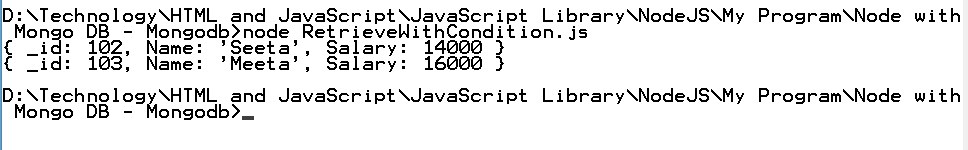 D:\Technology\HTML and JavaScript\JavaScript Library\NodeJS\My Program\Node with
 Mongo DB - Mongodb>node RetrieveWithCondition.js
{ _id: 102, Name: 'Seeta', Salary: 14000 }
{ _id: 103, Name: 'Meeta', Salary: 16000 }
D:\Technology\HTML and JavaScript\JavaScript Library\NodeJS\My Program\Node with
 Mongo DB - Mongodb>_